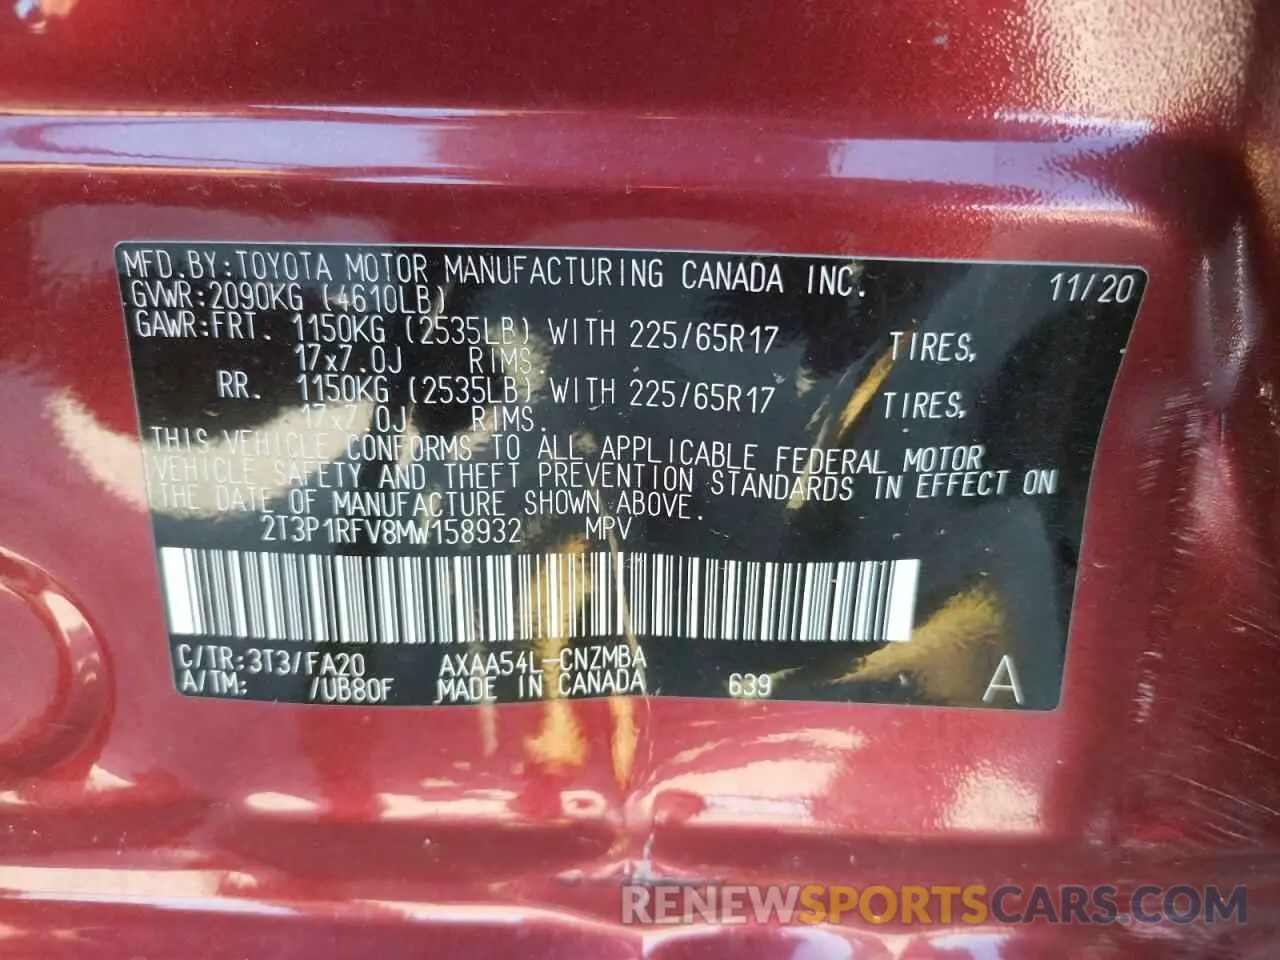 MFD.BY:TOYOTA MOTOR MANUFACTURING CANADA INC. 11/20
GVWR:2090KG (4610LB)
GAWR:FRT. 1150KG (2535LB) WITH 225/65R17 TIRES,
17x7.0J RIMS.
RR. 1150KG (2535LB) WITH 225/65R17 TIRES,
17x7.0J RIMS.
THIS VEHICLE CONFORMS TO ALL APPLICABLE FEDERAL MOTOR
VEHICLE SAFETY AND THEFT PREVENTION STANDARDS IN EFFECT ON
THE DATE OF MANUFACTURE SHOWN ABOVE.
2T3P1RFV8MW158932 MPV
C/TR:3T3/FA20 AXAA54L-CNZMBA
A/TM: /UB80F MADE IN CANADA 639 A
RENEWSPORTSCARS.COM